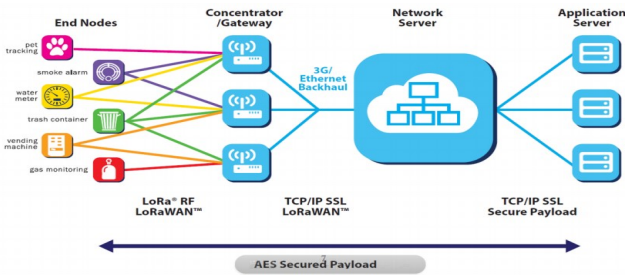 End Nodes
Concentrator
/Gateway
Network
Server
Application
Server
pet
tracking
smoke alarm
water
meter
trash container
vending
machine
gas monitoring
3G/
Ethernet
Backhaul
LoRa® RF
LoRaWAN™
TCP/IP SSL
LoRaWAN™
TCP/IP SSL
Secure Payload
7
AES Secured Payload